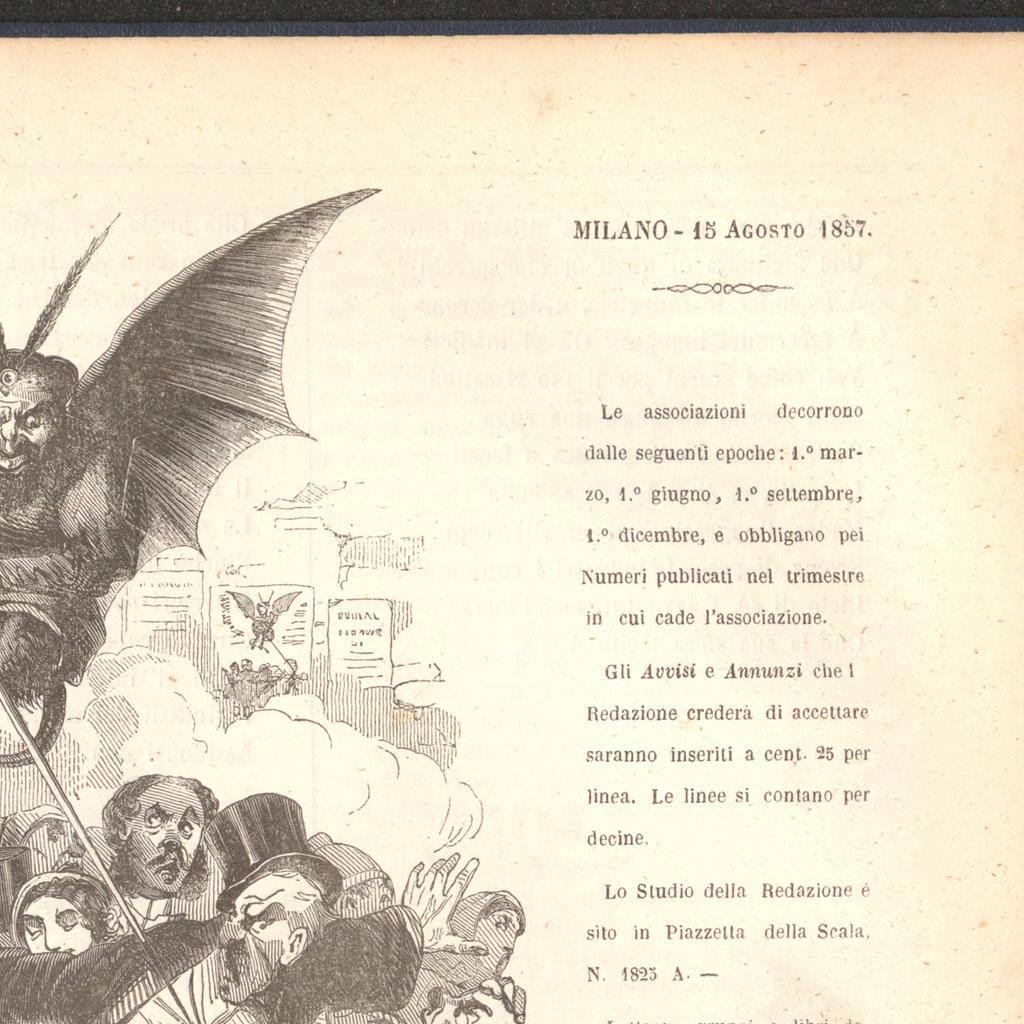 MILANO - 15 AGOSTO 1857.
Le associazioni decorrono
dalle seguenti epoche: 1.º mar-
zo, 1.º giugno, 1.º settembre,
1.º dicembre, e obbligano pei
Numeri publicati nel trimestre
in cui cade l'associazione.
Gli Avvisi e Annunzi che l
Redazione crederà di accettare
saranno inseriti a cent. 25 per
linea. Le linee si contano per
decine.
Lo Studio della Redazione é
sito in Piazzetta della Scala,
N. 1825 A. —